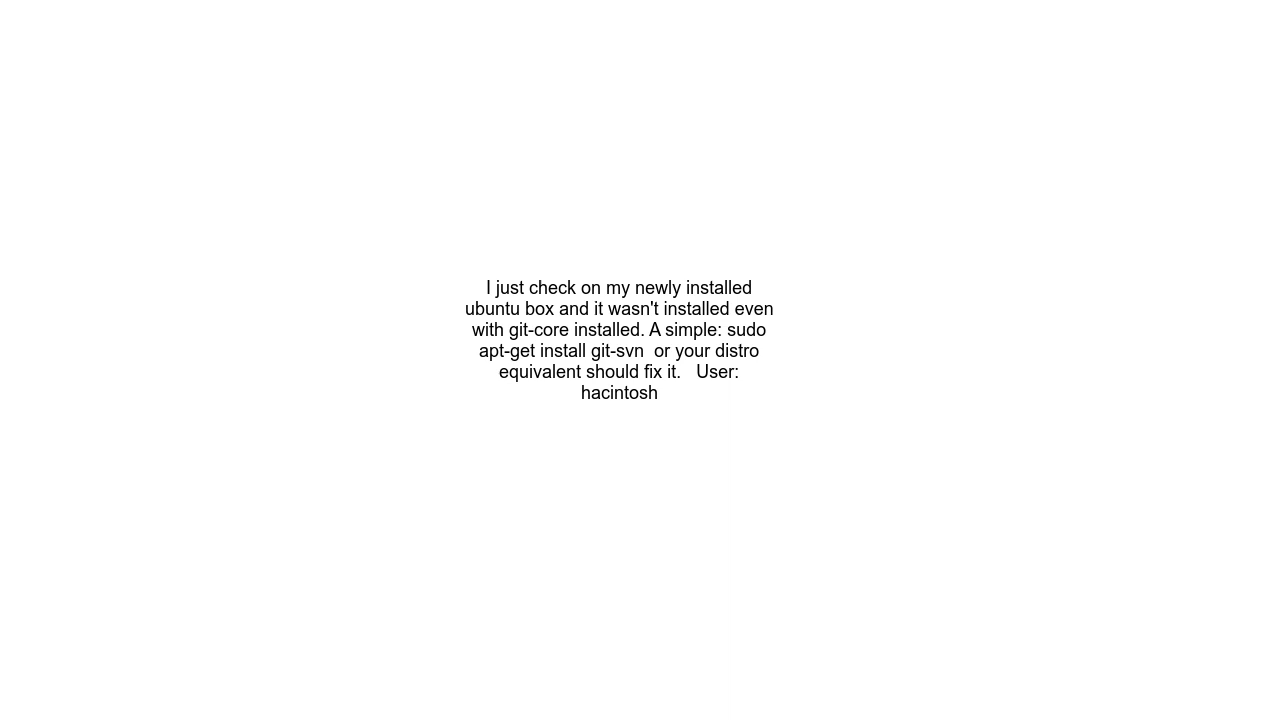 I just check on my newly installed
ubuntu box and it wasn't installed even
with git-core installed. A simple: sudo
apt-get install git-svn  or your distro
equivalent should fix it.   User:
hacintosh